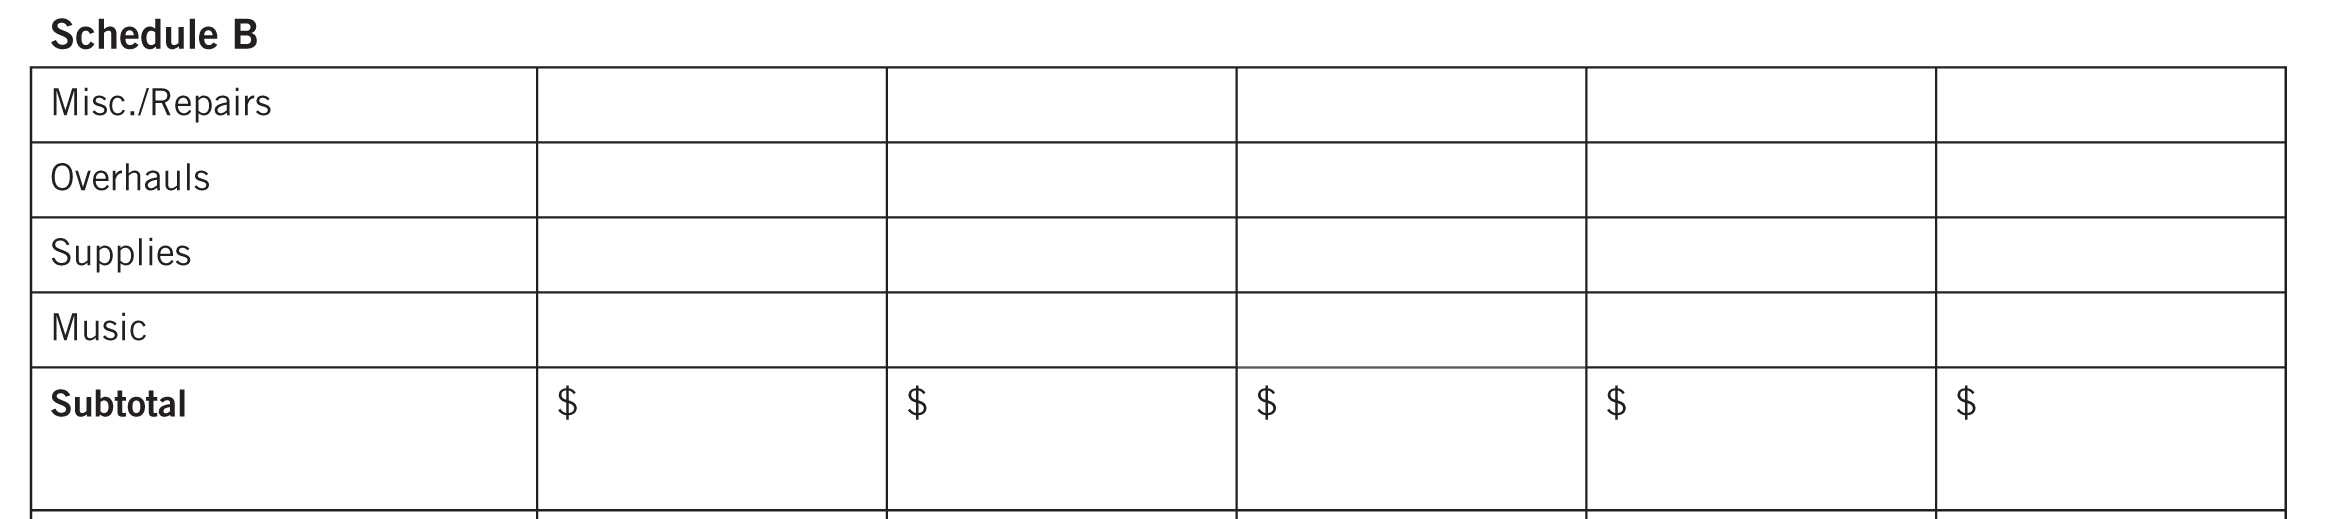 Schedule B
Misc./Repairs
Overhauls
Supplies
Music
Subtotal $ $ $ $ $